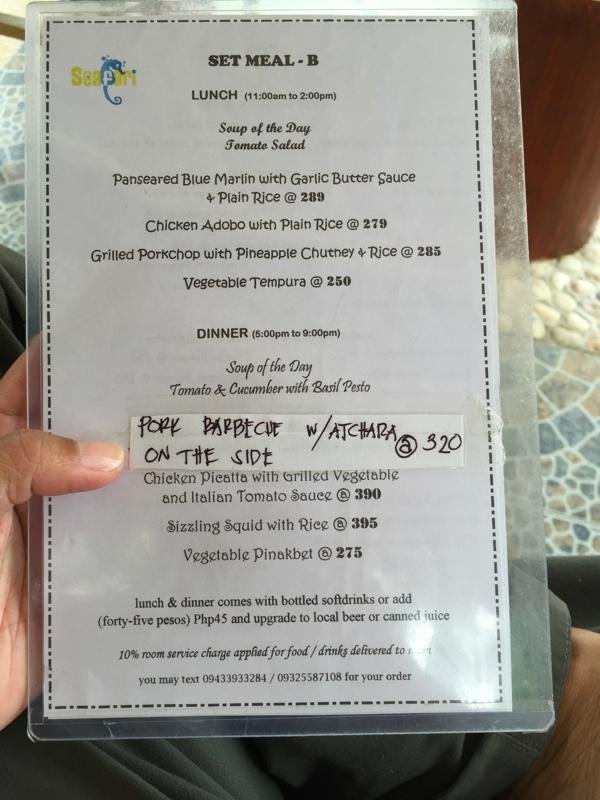 Seafari
SET MEAL - B
LUNCH (11:00am to 2:00pm)
Soup of the Day
Tomato Salad
Panseared Blue Marlin with Garlic Butter Sauce
& Plain Rice @ 289
Chicken Adobo with Plain Rice @ 279
Grilled Porkchop with Pineapple Chutney & Rice @ 285
Vegetable Tempura @ 250
DINNER (5:00pm to 9:00pm)
Soup of the Day
Tomato & Cucumber with Basil Pesto
PORK BARBECUE W/ATCHARA @ 320
ON THE SIDE
Chicken Picatta with Grilled Vegetable
and Italian Tomato Sauce @ 390
Sizzling Squid with Rice @ 395
Vegetable Pinakbet @ 275
lunch & dinner comes with bottled softdrinks or add
(forty-five pesos) Php45 and upgrade to local beer or canned juice
10% room service charge applied for food / drinks delivered to room
you may text 09433933284 / 09325587108 for your order